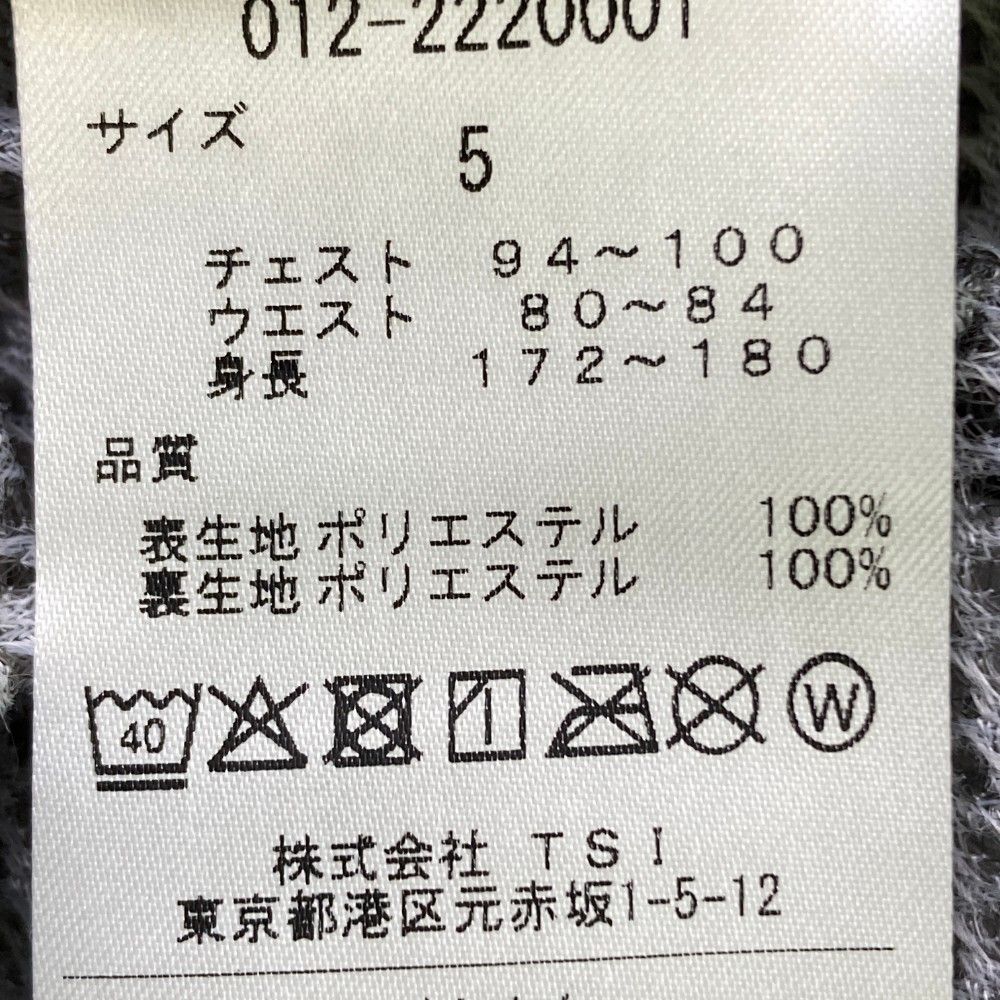 012-2220001
サイズ 5
チェスト 94～100
ウエスト 80～84
身長 172～180
品質
表生地 ポリエステル 100%
裏生地 ポリエステル 100%
40 W
株式会社 TSI
東京都港区元赤坂1-5-12